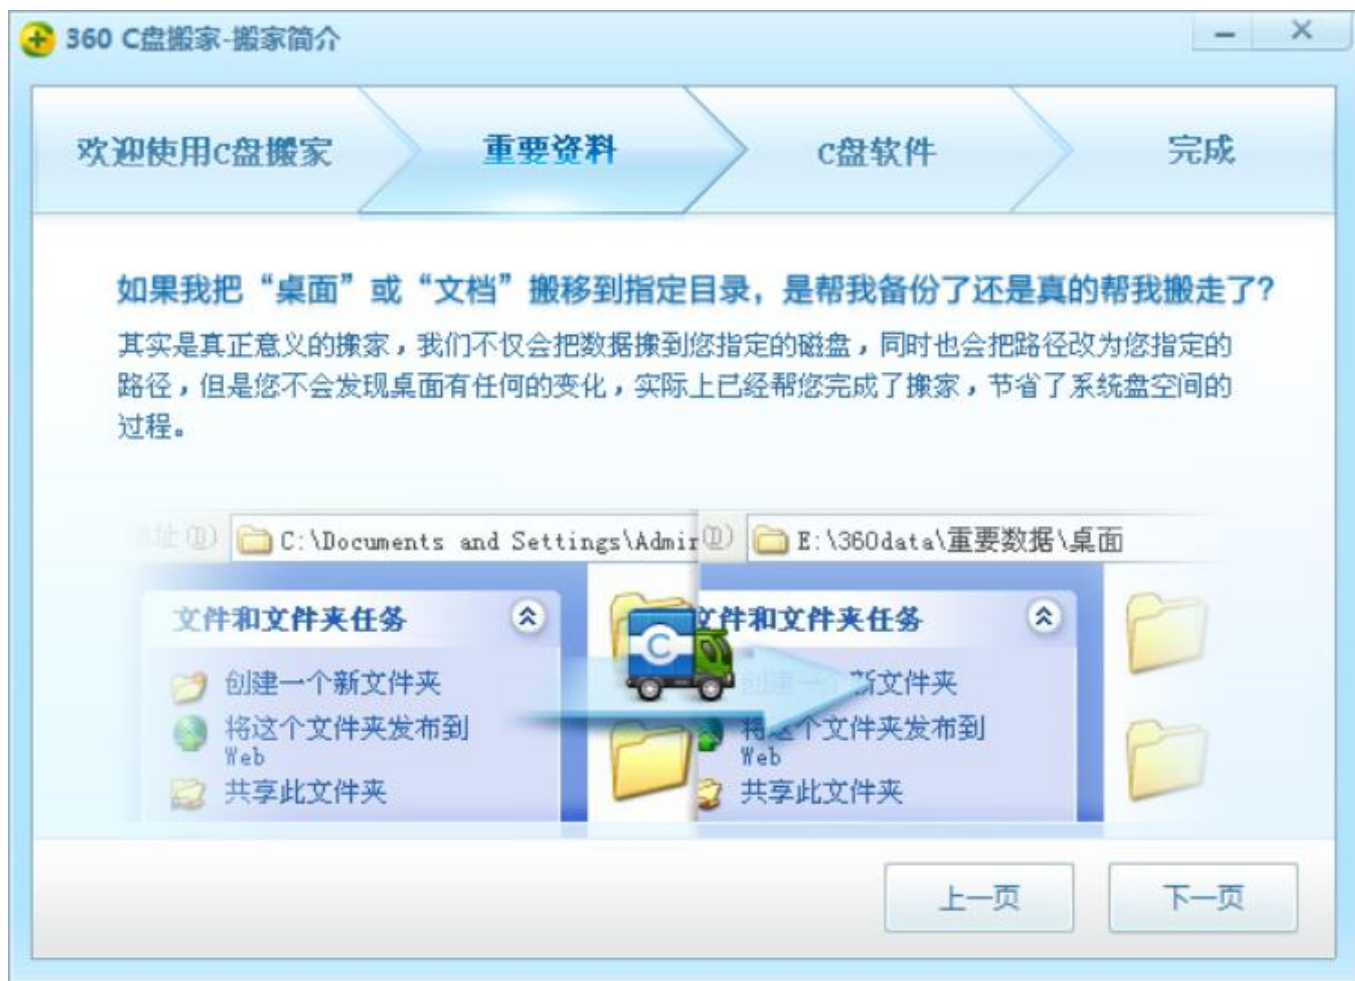 360 C盘搬家-搬家简介
欢迎使用C盘搬家
重要资料
C盘软件
完成
如果我把“桌面”或“文档”搬移到指定目录，是帮我备份了还是真的帮我搬走了?
其实是真正意义的搬家，我们不仅会把数据搬到您指定的磁盘，同时也会把路径改为您指定的
路径，但是您不会发现桌面有任何的变化，实际上已经帮您完成了搬家，节省了系统盘空间的
过程。
地址(D)
C:\Documents and Settings\Admir
(D)
E:\360data\重要数据\桌面
文件和文件夹任务
创建一个新文件夹
将这个文件夹发布到
Web
共享此文件夹
文件和文件夹任务
创建一个新文件夹
将这个文件夹发布到
Web
共享此文件夹
C
上一页
下一页